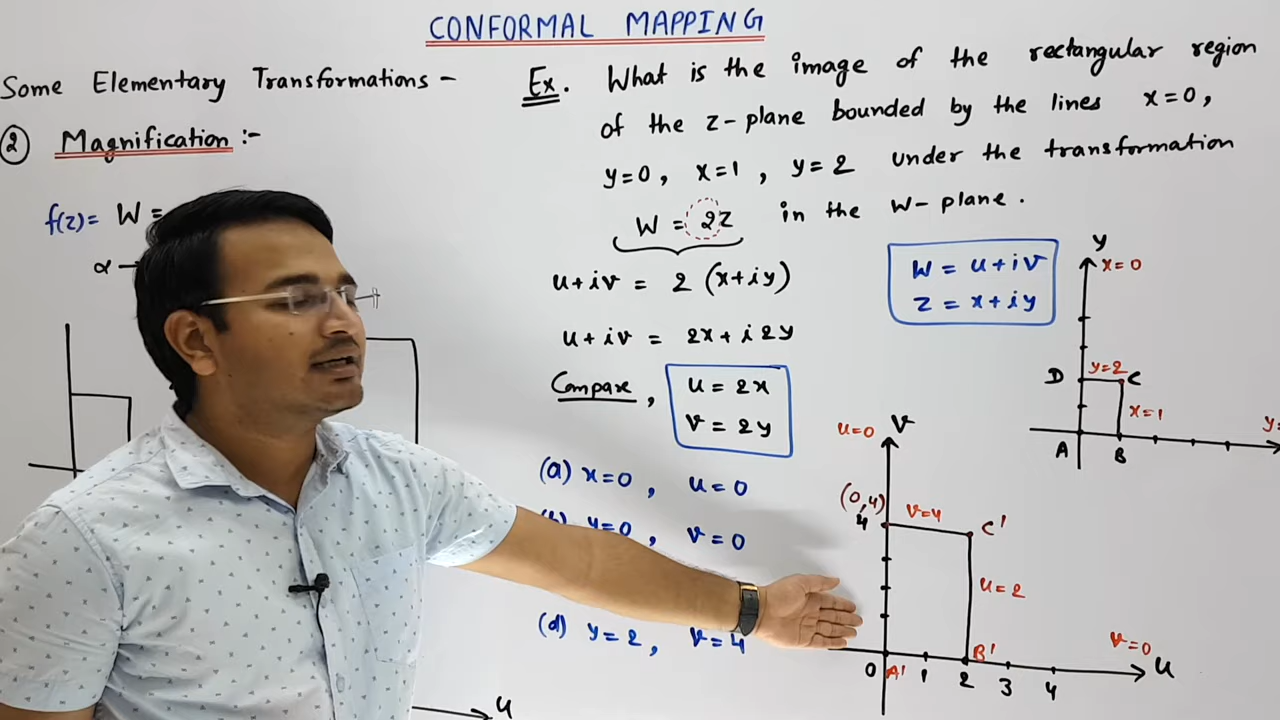 CONFORMAL MAPPING
Some Elementary Transformations -
② Magnification :-
f(z) = W =
α
u
Ex. What is the image of the rectangular region
of the z-plane bounded by the lines x=0,
y=0, x=1, y=2 under the transformation
W = 2z in the W-plane.
u+iv = 2 (x+iy)
u+iv = 2x+i2y
Compare, u = 2x
v = 2y
W = u+iv
z = x+iy
(a) x=0, u=0
y=0, v=0
(d) y=2, v=4
y
x=0
D y=2 C
x=1
A B
u=0 v
(0,4)
4 v=4 C'
u=2
v=0
B'
0 A' 1 2 3 4 u